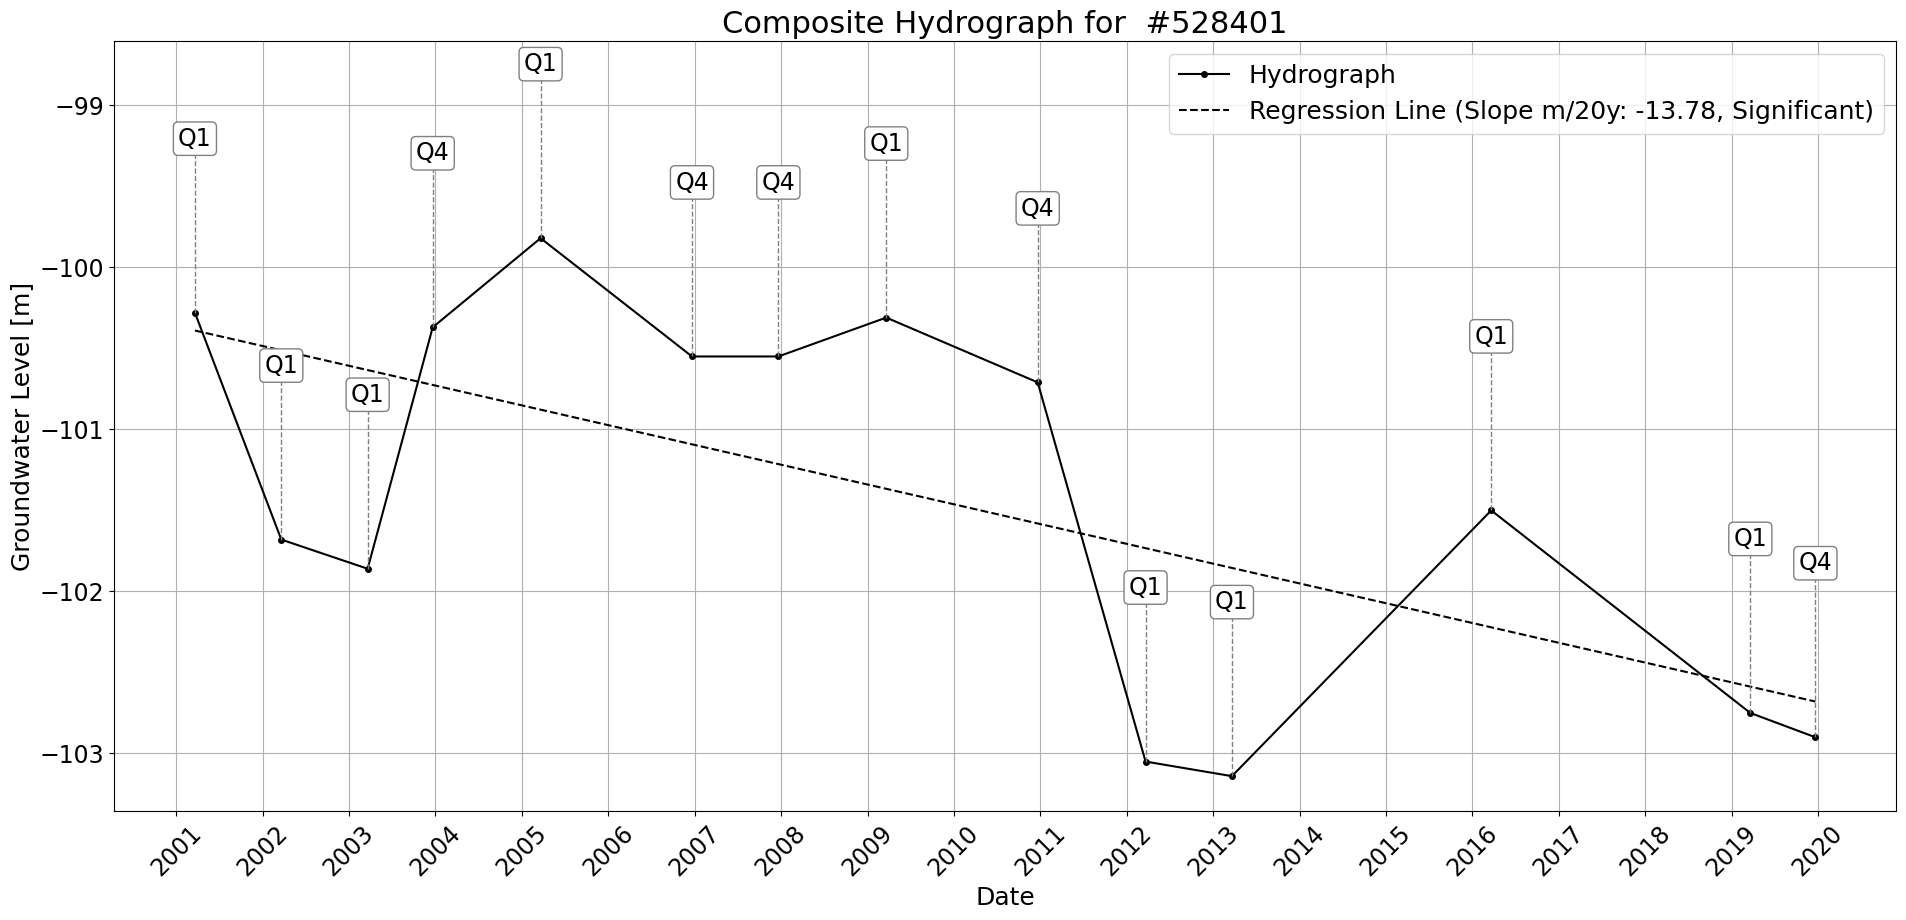 Composite Hydrograph for  #528401
Hydrograph
Regression Line (Slope m/20y: -13.78, Significant)
Groundwater Level [m]
−99
−100
−101
−102
−103
Q1
Q1
Q1
Q4
Q1
Q4
Q4
Q1
Q4
Q1
Q1
Q1
Q1
Q4
2001
2002
2003
2004
2005
2006
2007
2008
2009
2010
2011
2012
2013
2014
2015
2016
2017
2018
2019
2020
Date